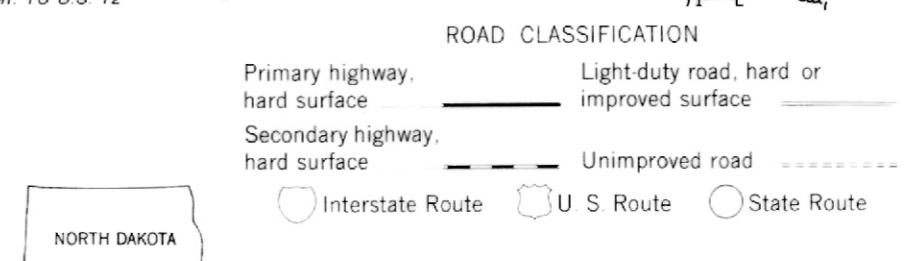 ROAD CLASSIFICATION
Primary highway,
hard surface
Light-duty road, hard or
improved surface
Secondary highway,
hard surface
Unimproved road
Interstate Route
U. S. Route
State Route
NORTH DAKOTA